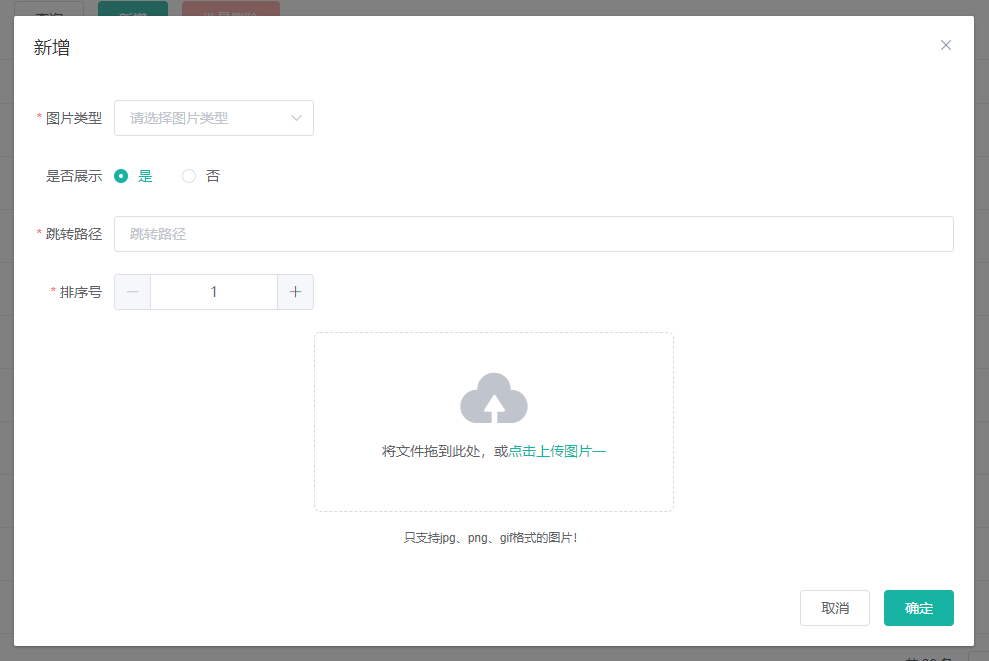 新增
* 图片类型 请选择图片类型
是否展示 是 否
* 跳转路径 跳转路径
* 排序号 1
将文件拖到此处，或点击上传图片一
只支持jpg、png、gif格式的图片!
取消 确定